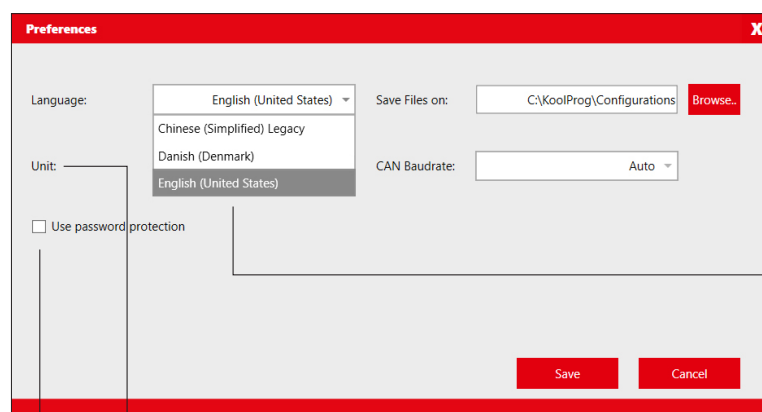 Preferences
X
Language:
English (United States)
Save Files on:
C:\KoolProg\Configurations
Browse..
Chinese (Simplified) Legacy
Danish (Denmark)
English (United States)
Unit:
CAN Baudrate:
Auto
Use password protection
Save
Cancel